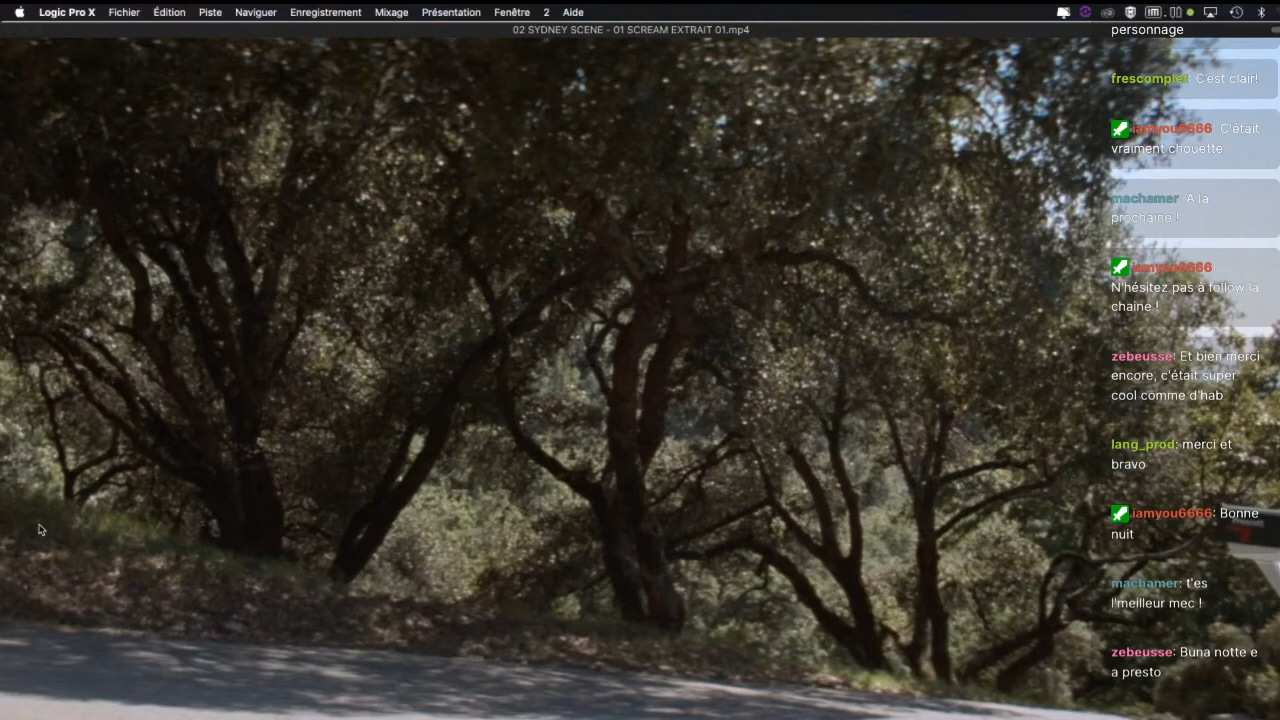 Logic Pro X Fichier Édition Piste Naviguer Enregistrement Mixage Présentation Fenêtre 2 Aide
02 SYDNEY SCENE - 01 SCREAM EXTRAIT 01.mp4
personnage
frescomplet: C'est clair!
iamyou6666: C'était
vraiment chouette
machamer: A la
prochaine !
iamyou6666
N'hésitez pas à follow la
chaine !
zebeusse: Et bien merci
encore, c'était super
cool comme d'hab
lang_prod: merci et
bravo
iamyou6666: Bonne
nuit
machamer: t'es
l'meilleur mec !
zebeusse: Buna notte e
a presto